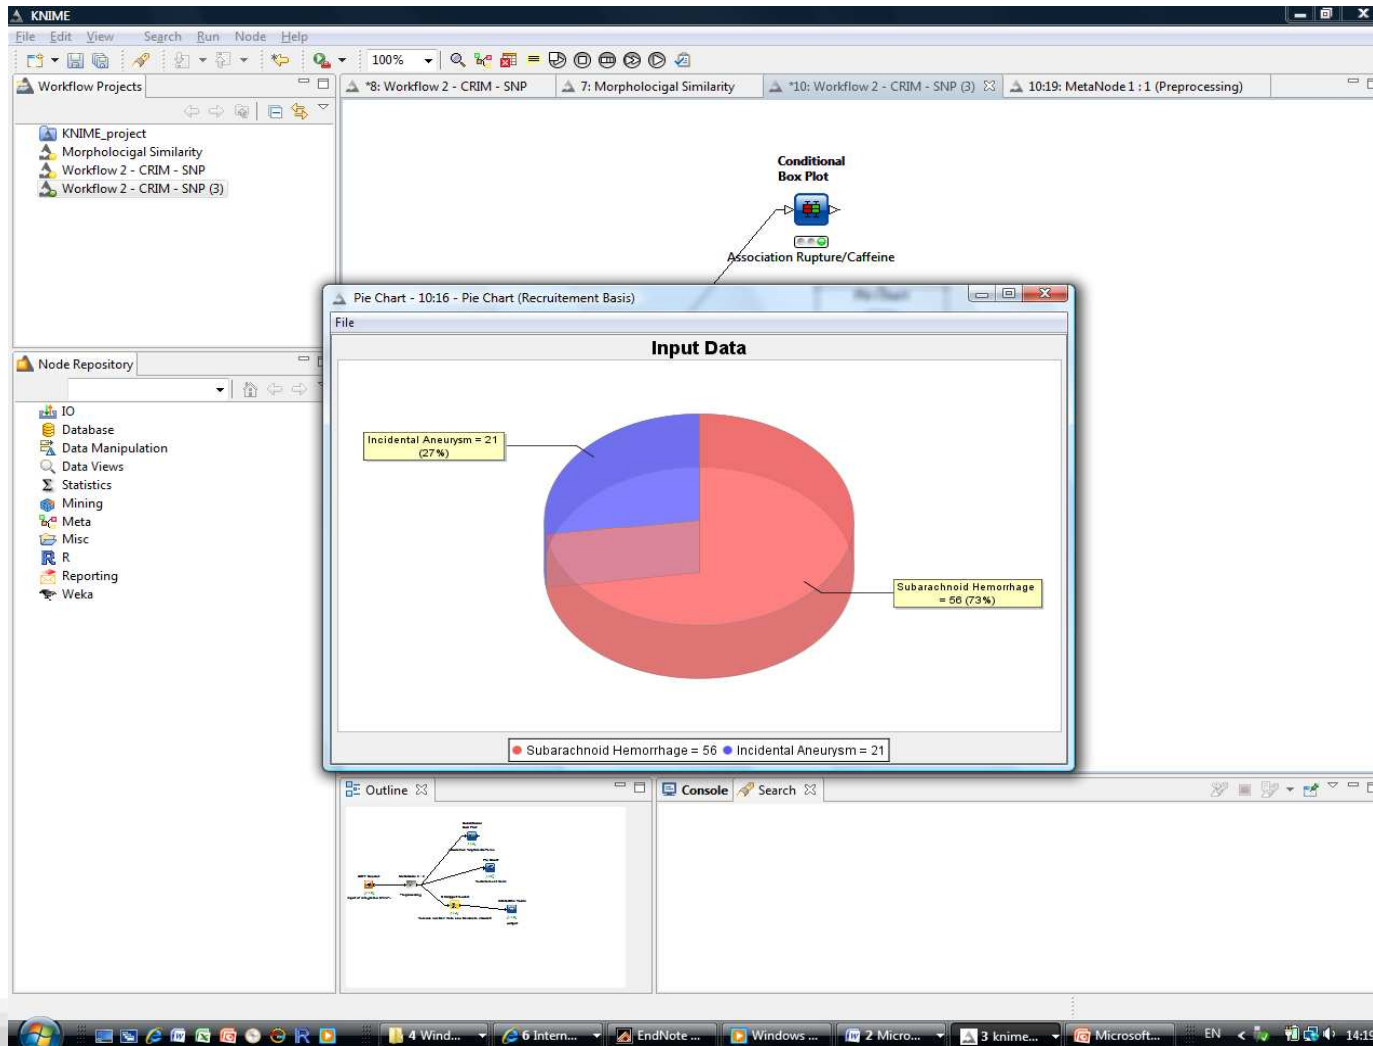 KNIME
File Edit View Search Run Node Help
100%
Workflow Projects
KNIME_project
Morpholocigal Similarity
Workflow 2 - CRIM - SNP
Workflow 2 - CRIM - SNP (3)
*8: Workflow 2 - CRIM - SNP
7: Morpholocigal Similarity
*10: Workflow 2 - CRIM - SNP (3)
10:19: MetaNode 1 : 1 (Preprocessing)
Conditional
Box Plot
Association Rupture/Caffeine
Pie Chart - 10:16 - Pie Chart (Recruitement Basis)
File
Input Data
Incidental Aneurysm = 21
(27%)
Subarachnoid Hemorrhage
= 56 (73%)
Subarachnoid Hemorrhage = 56 Incidental Aneurysm = 21
Node Repository
IO
Database
Data Manipulation
Data Views
Statistics
Mining
Meta
Misc
R
Reporting
Weka
Outline
Console
Search
4 Wind...
6 Intern...
EndNote ...
Windows ...
2 Micro...
3 knime...
Microsoft...
EN
14:19